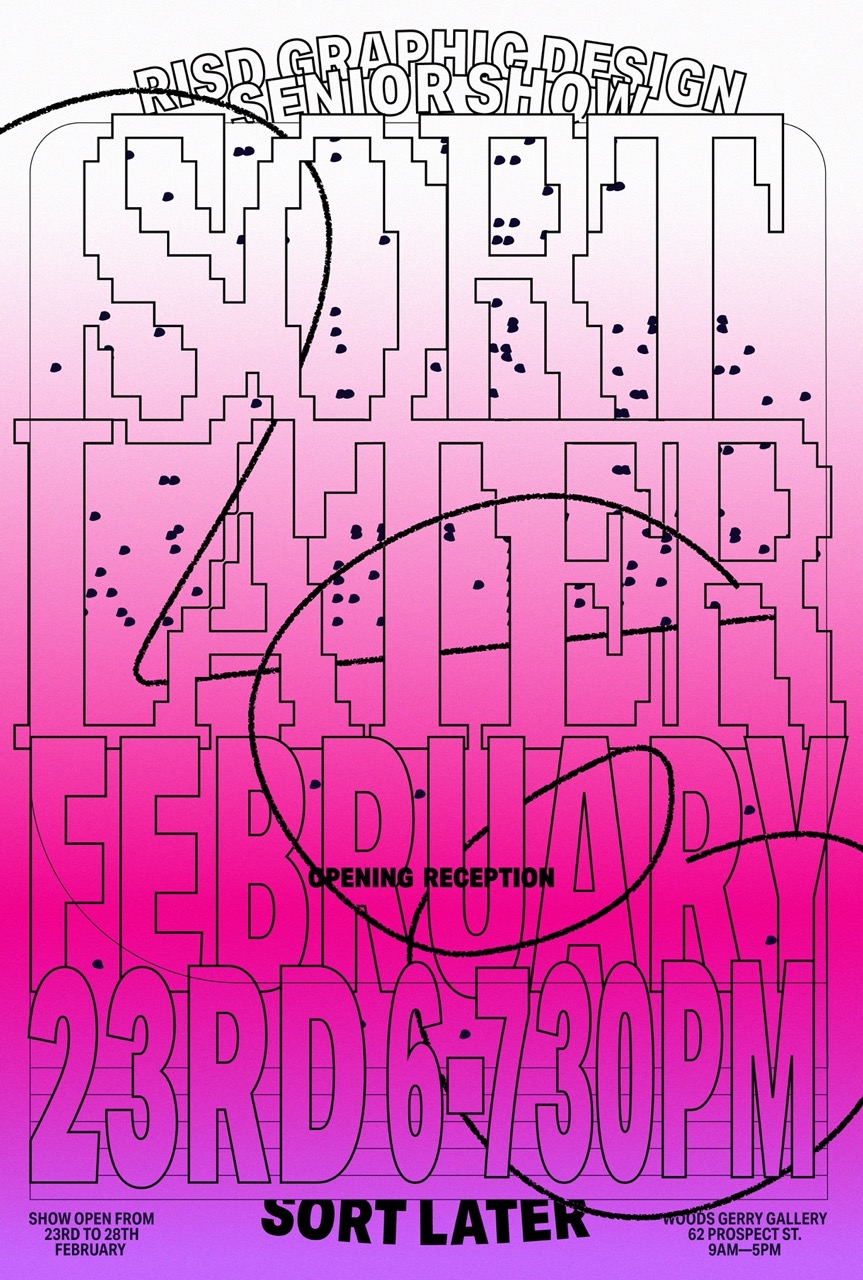 RISD GRAPHIC DESIGN
SENIOR SHOW
SORT
LATER
FEBRUARY
OPENING RECEPTION
23RD 6-730PM
SORT LATER
SHOW OPEN FROM
23RD TO 28TH
FEBRUARY
WOODS GERRY GALLERY
62 PROSPECT ST.
9AM—5PM